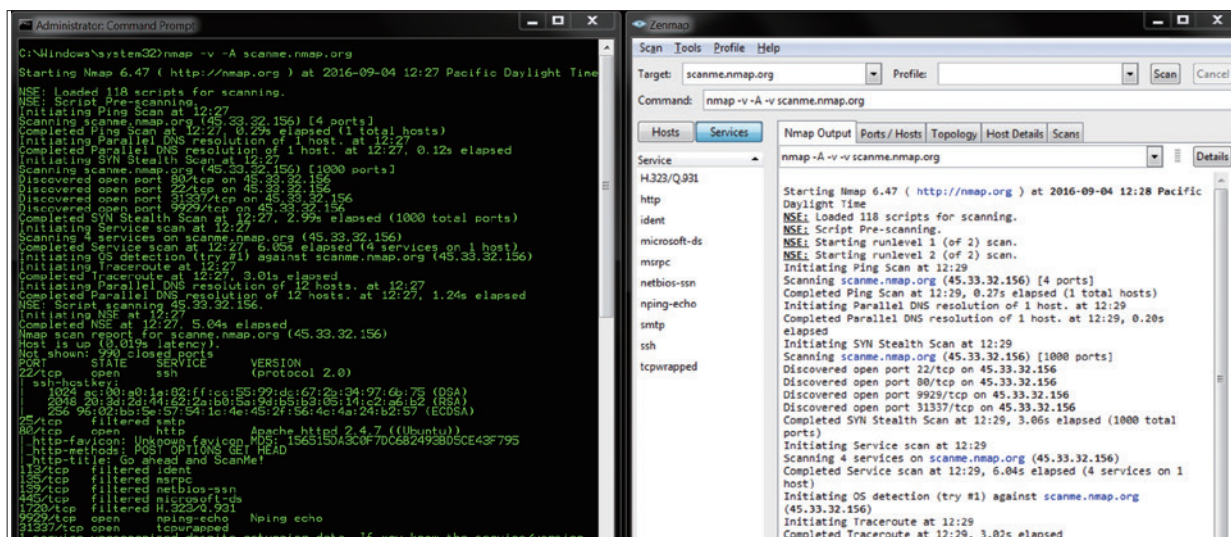 Administrator: Command Prompt
C:\Windows\system32>nmap -v -A scanme.nmap.org
Starting Nmap 6.47 ( http://nmap.org ) at 2016-09-04 12:27 Pacific Daylight Time
NSE: Loaded 118 scripts for scanning.
NSE: Script Pre-scanning.
Initiating Ping Scan at 12:27
Scanning scanme.nmap.org (45.33.32.156) [4 ports]
Completed Ping Scan at 12:27, 0.29s elapsed (1 total hosts)
Initiating Parallel DNS resolution of 1 host. at 12:27
Completed Parallel DNS resolution of 1 host. at 12:27, 0.12s elapsed
Initiating SYN Stealth Scan at 12:27
Scanning scanme.nmap.org (45.33.32.156) [1000 ports]
Discovered open port 80/tcp on 45.33.32.156
Discovered open port 22/tcp on 45.33.32.156
Discovered open port 31337/tcp on 45.33.32.156
Discovered open port 9929/tcp on 45.33.32.156
Completed SYN Stealth Scan at 12:27, 2.99s elapsed (1000 total ports)
Initiating Service scan at 12:27
Scanning 4 services on scanme.nmap.org (45.33.32.156)
Completed Service scan at 12:27, 6.05s elapsed (4 services on 1 host)
Initiating OS detection (try #1) against scanme.nmap.org (45.33.32.156)
Initiating Traceroute at 12:27
Completed Traceroute at 12:27, 3.01s elapsed
Initiating Parallel DNS resolution of 12 hosts. at 12:27
Completed Parallel DNS resolution of 12 hosts. at 12:27, 1.24s elapsed
NSE: Script scanning 45.33.32.156.
Initiating NSE at 12:27
Completed NSE at 12:27, 5.04s elapsed
Nmap scan report for scanme.nmap.org (45.33.32.156)
Host is up (0.019s latency).
Not shown: 990 closed ports
PORT STATE SERVICE VERSION
22/tcp open ssh (protocol 2.0)
| ssh-hostkey:
| 1024 ac:00:a0:1a:82:ff:cc:55:99:dc:67:2b:34:97:6b:75 (DSA)
| 2048 20:3d:2d:44:62:2a:b0:5a:9d:b5:b3:05:14:c2:a6:b2 (RSA)
|_ 256 96:02:bb:5e:57:54:1c:4e:45:2f:56:4c:4a:24:b2:57 (ECDSA)
25/tcp filtered smtp
80/tcp open http Apache httpd 2.4.7 ((Ubuntu))
|_http-favicon: Unknown favicon MD5: 156515DA3C0F7DC6B2493BD5CE43F795
|_http-methods: POST OPTIONS GET HEAD
|_http-title: Go ahead and ScanMe!
113/tcp filtered ident
135/tcp filtered msrpc
139/tcp filtered netbios-ssn
445/tcp filtered microsoft-ds
1720/tcp filtered H.323/Q.931
9929/tcp open nping-echo Nping echo
31337/tcp open tcpwrapped
Zenmap
Scan Tools Profile Help
Target: scanme.nmap.org Profile: Scan Cancel
Command: nmap -v -A -v scanme.nmap.org
Hosts Services
Service
H.323/Q.931
http
ident
microsoft-ds
msrpc
netbios-ssn
nping-echo
smtp
ssh
tcpwrapped
Nmap Output Ports / Hosts Topology Host Details Scans
nmap -A -v -v scanme.nmap.org Details
Starting Nmap 6.47 ( http://nmap.org ) at 2016-09-04 12:28 Pacific
Daylight Time
NSE: Loaded 118 scripts for scanning.
NSE: Script Pre-scanning.
NSE: Starting runlevel 1 (of 2) scan.
NSE: Starting runlevel 2 (of 2) scan.
Initiating Ping Scan at 12:29
Scanning scanme.nmap.org (45.33.32.156) [4 ports]
Completed Ping Scan at 12:29, 0.27s elapsed (1 total hosts)
Initiating Parallel DNS resolution of 1 host. at 12:29
Completed Parallel DNS resolution of 1 host. at 12:29, 0.20s
elapsed
Initiating SYN Stealth Scan at 12:29
Scanning scanme.nmap.org (45.33.32.156) [1000 ports]
Discovered open port 22/tcp on 45.33.32.156
Discovered open port 80/tcp on 45.33.32.156
Discovered open port 9929/tcp on 45.33.32.156
Discovered open port 31337/tcp on 45.33.32.156
Completed SYN Stealth Scan at 12:29, 3.06s elapsed (1000 total
ports)
Initiating Service scan at 12:29
Scanning 4 services on scanme.nmap.org (45.33.32.156)
Completed Service scan at 12:29, 6.04s elapsed (4 services on 1
host)
Initiating OS detection (try #1) against scanme.nmap.org
(45.33.32.156)
Initiating Traceroute at 12:29
Completed Traceroute at 12:29, 3.02s elapsed